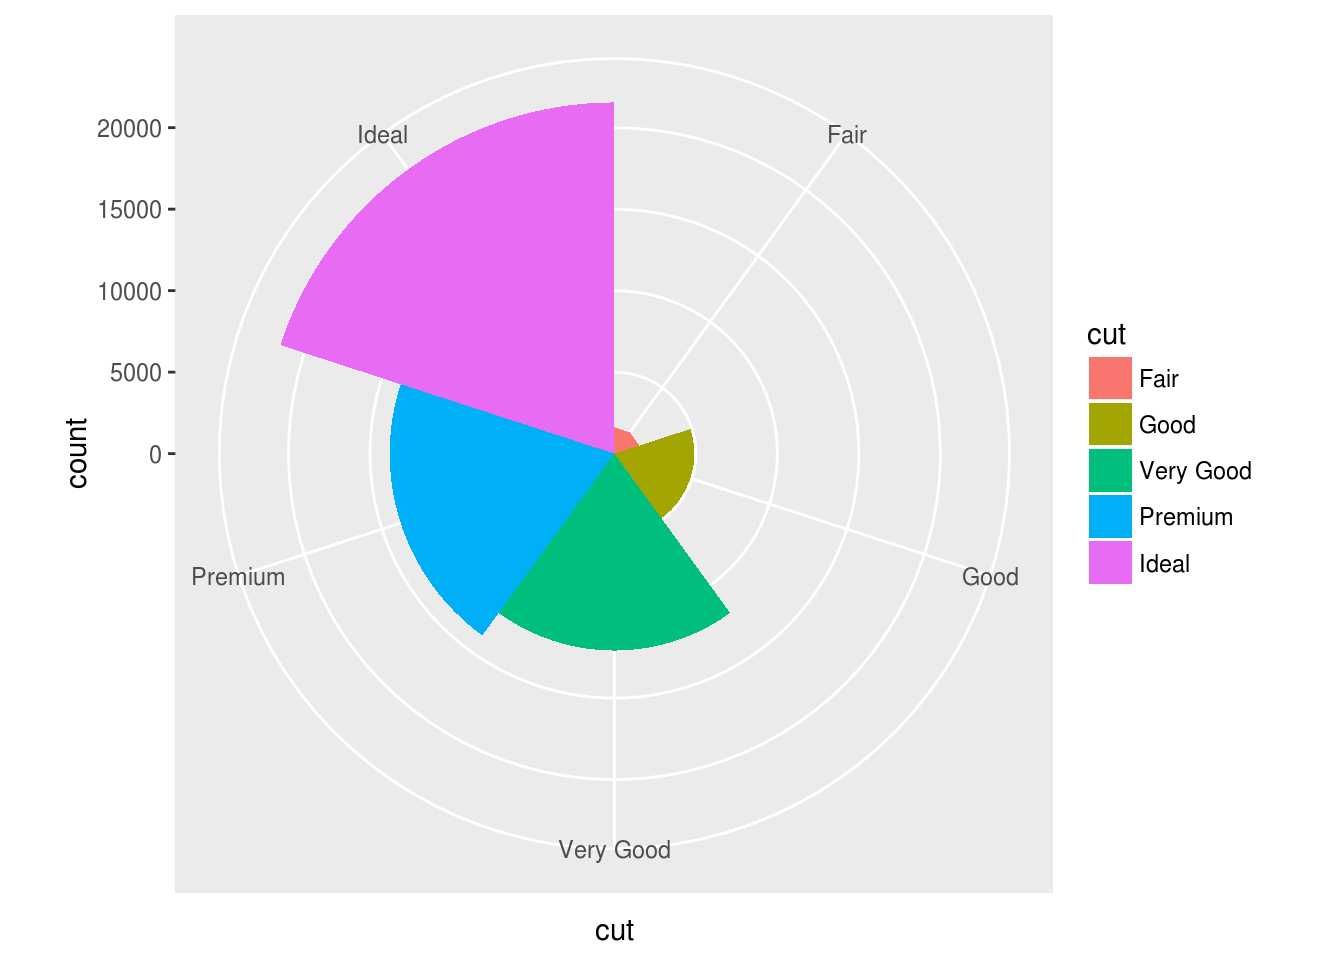 20000
15000
10000
5000
0
count
Ideal
Fair
Premium
Good
Very Good
cut
cut
Fair
Good
Very Good
Premium
Ideal